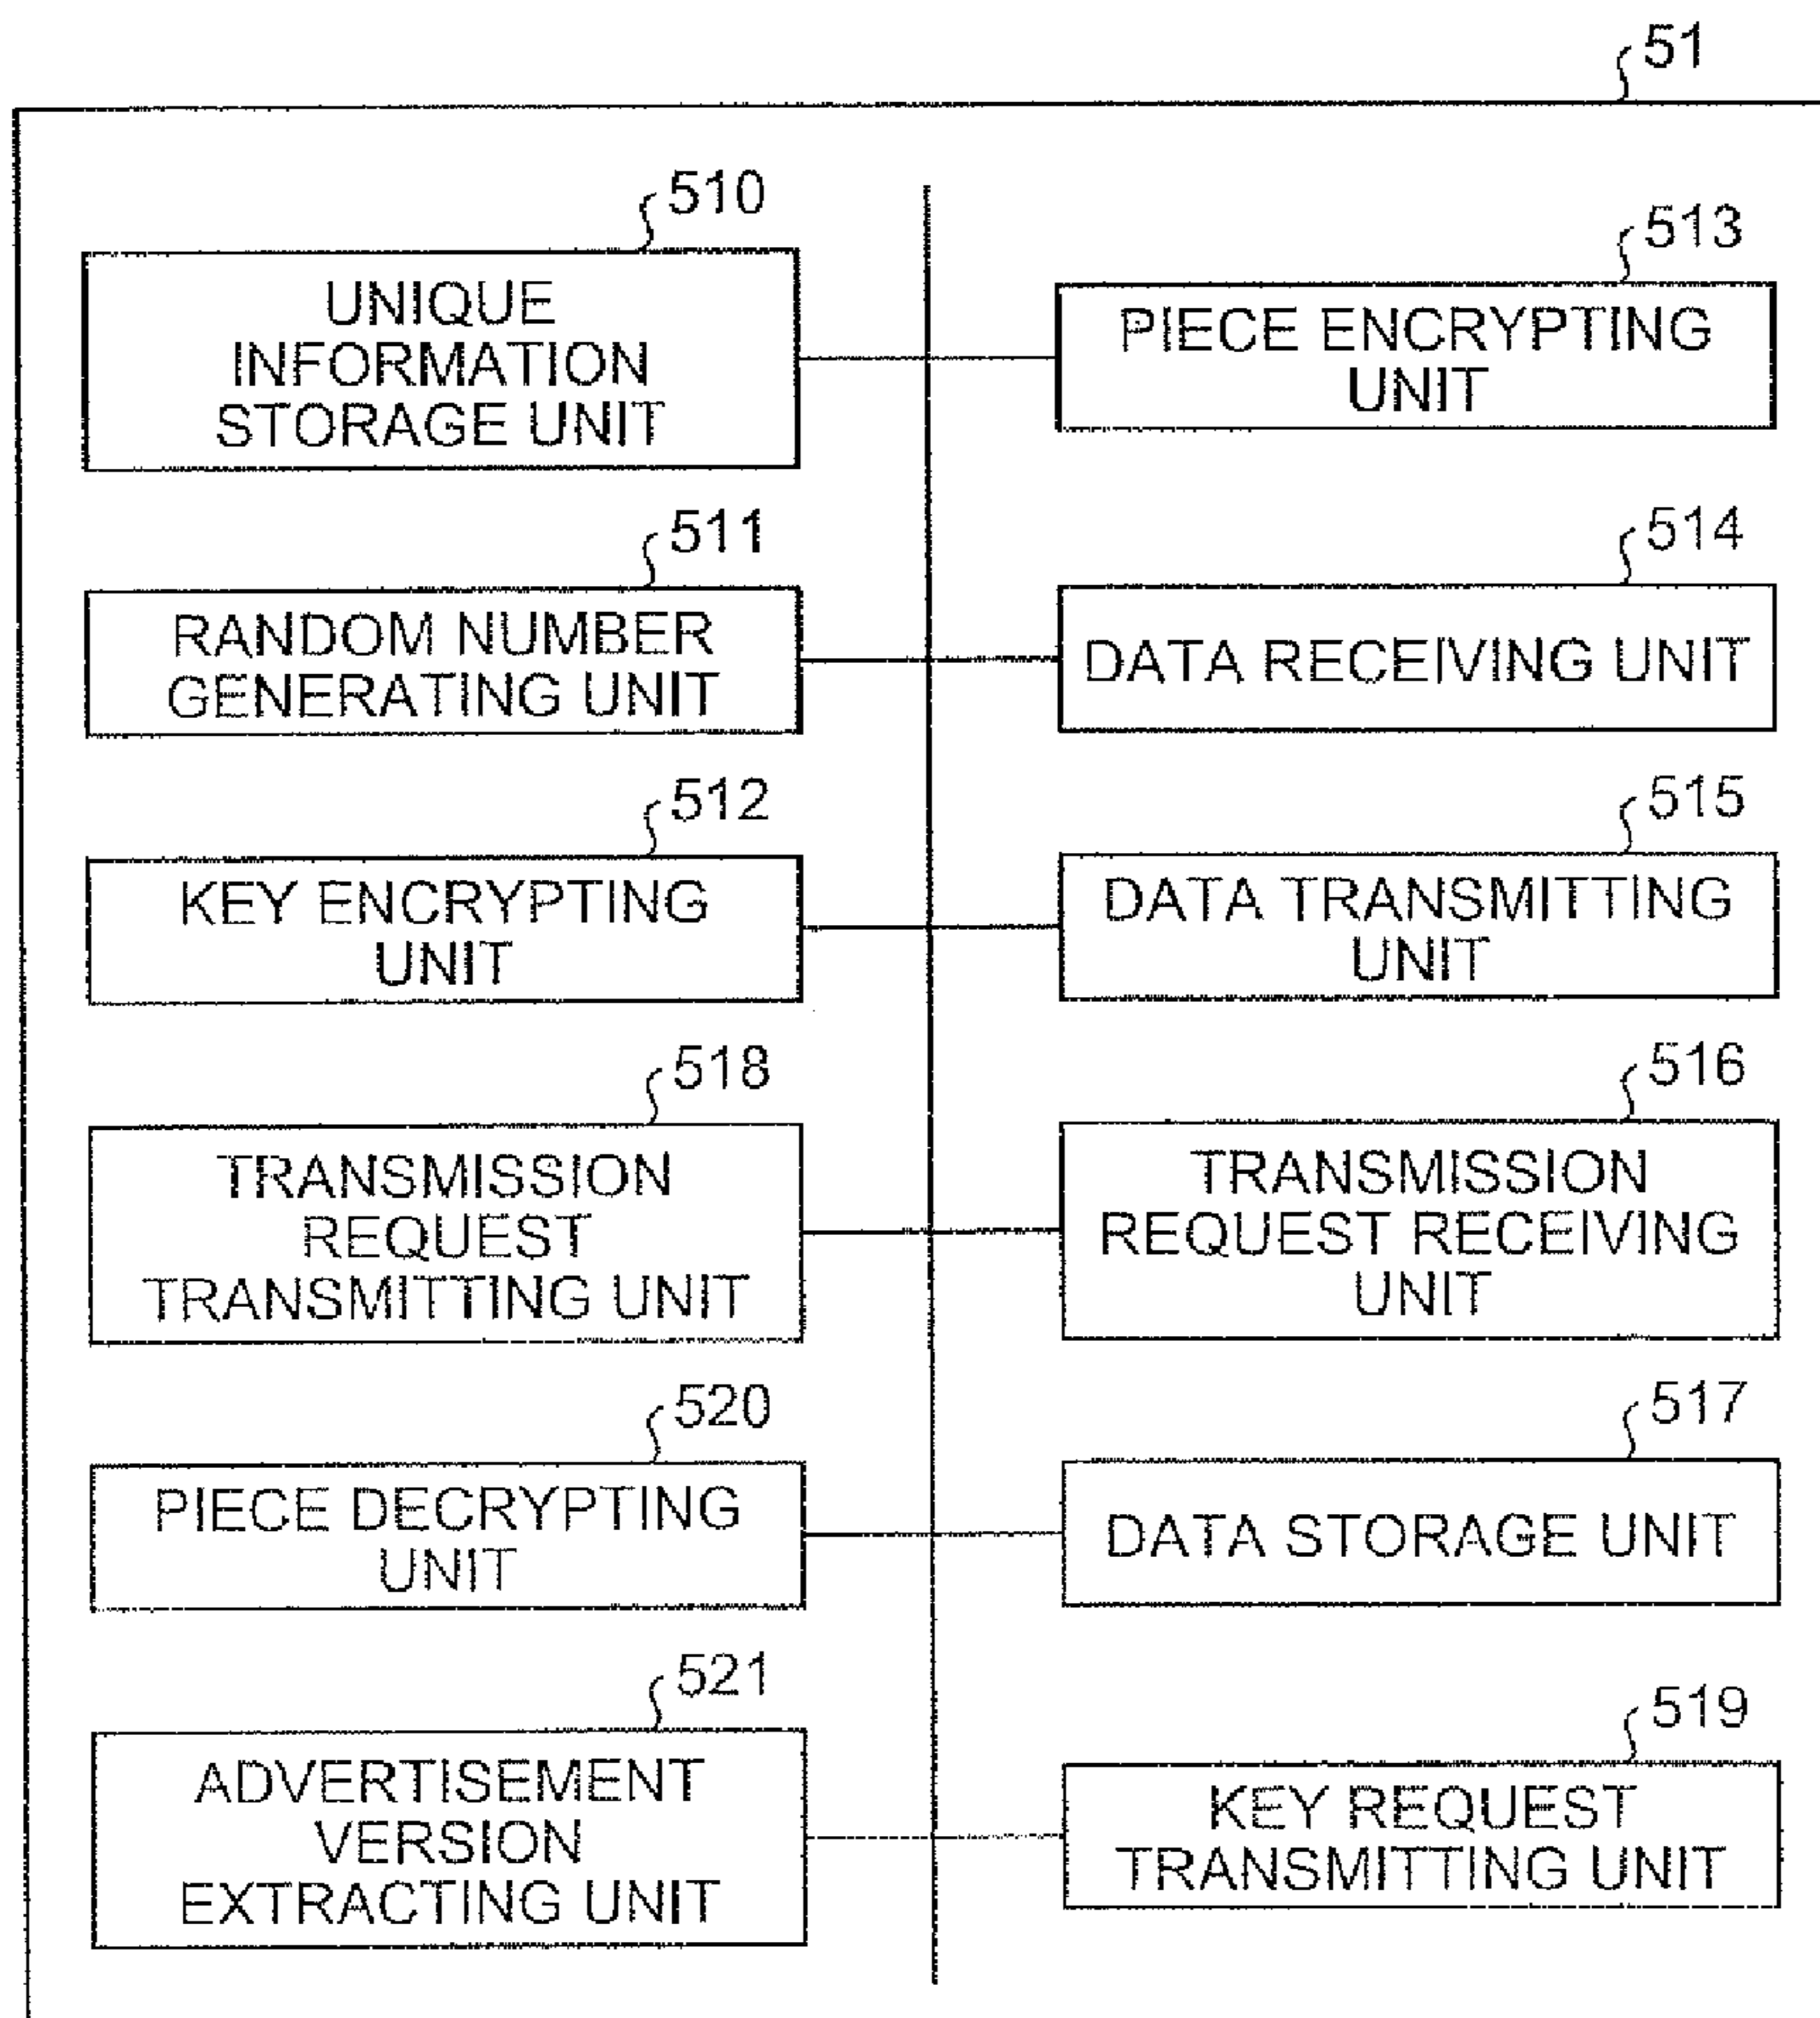 51
510
UNIQUE
INFORMATION
STORAGE UNIT
513
PIECE ENCRYPTING
UNIT
511
RANDOM NUMBER
GENERATING UNIT
514
DATA RECEIVING UNIT
512
KEY ENCRYPTING
UNIT
515
DATA TRANSMITTING
UNIT
518
TRANSMISSION
REQUEST
TRANSMITTING UNIT
516
TRANSMISSION
REQUEST RECEIVING
UNIT
520
PIECE DECRYPTING
UNIT
517
DATA STORAGE UNIT
521
ADVERTISEMENT
VERSION
EXTRACTING UNIT
519
KEY REQUEST
TRANSMITTING UNIT